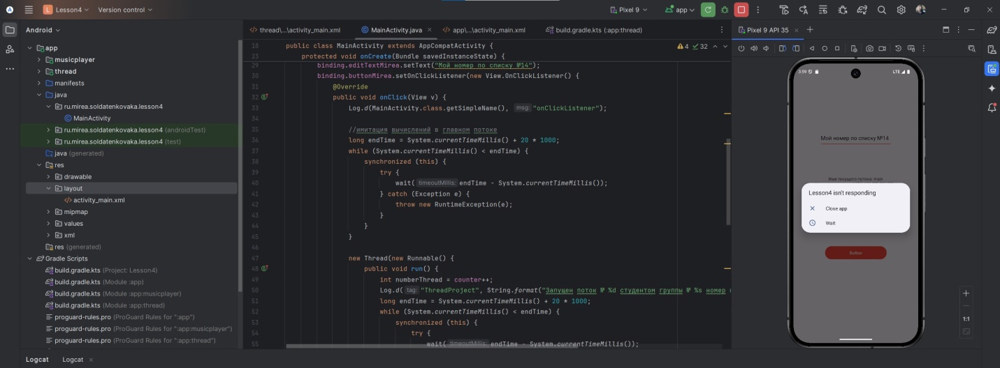 L Lesson4 Version control Pixel 9 app
Android
app
musicplayer
thread
manifests
java
ru.mirea.soldatenkovaka.lesson4
MainActivity
ru.mirea.soldatenkovaka.lesson4 (androidTest)
ru.mirea.soldatenkovaka.lesson4 (test)
java (generated)
res
drawable
layout
activity_main.xml
mipmap
values
xml
res (generated)
Gradle Scripts
build.gradle.kts (Project: Lesson4)
build.gradle.kts (Module :app)
build.gradle.kts (Module :app:musicplayer)
build.gradle.kts (Module :app:thread)
proguard-rules.pro (ProGuard Rules for ":app")
proguard-rules.pro (ProGuard Rules for ":app:musicplayer")
proguard-rules.pro (ProGuard Rules for ":app:thread")
thread\...\activity_main.xml MainActivity.java app\...\activity_main.xml build.gradle.kts (:app:thread)
4 32
18 public class MainActivity extends AppCompatActivity {
23 protected void onCreate(Bundle savedInstanceState) {
29 binding.editTextMirea.setText("Мой номер по списку №14");
30 binding.buttonMirea.setOnClickListener(new View.OnClickListener() {
31 @Override
32 public void onClick(View v) {
33 Log.d(MainActivity.class.getSimpleName(), msg: "onClickListener");
34
35 //имитация вычислений в главном потоке
36 long endTime = System.currentTimeMillis() + 20 * 1000;
37 while (System.currentTimeMillis() < endTime) {
38 synchronized (this) {
39 try {
40 wait( timeoutMillis: endTime - System.currentTimeMillis());
41 } catch (Exception e) {
42 throw new RuntimeException(e);
43 }
44 }
45 }
46
47 new Thread(new Runnable() {
48 public void run() {
49 int numberThread = counter++;
50 Log.d( tag: "ThreadProject", String.format("Запущен поток № %d студентом группы № %s номер
51 long endTime = System.currentTimeMillis() + 20 * 1000;
52 while (System.currentTimeMillis() < endTime) {
53 synchronized (this) {
54 try {
55 wait( timeoutMillis: endTime - System.currentTimeMillis());
Pixel 9 API 35
3:59 LTE
Мой номер по списку №14
Имя текущего потока: main
Lesson4 isn't responding
Close app
Wait
Button
1:1
Logcat Logcat